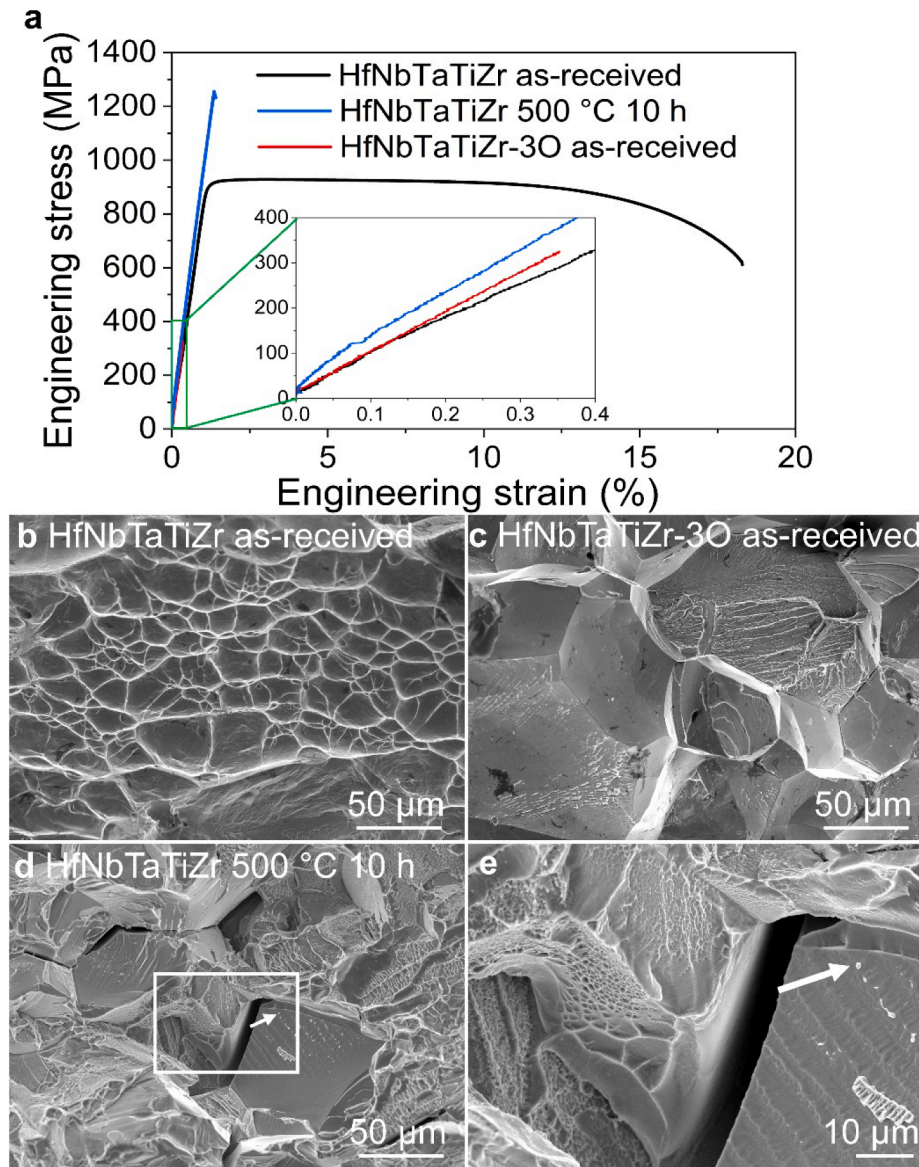 a
1400
1200
1000
800
600
400
200
0
Engineering stress (MPa)
HfNbTaTiZr as-received
HfNbTaTiZr 500 °C 10 h
HfNbTaTiZr-3O as-received
400
300
200
100
0
0.0 0.1 0.2 0.3 0.4
0 5 10 15 20
Engineering strain (%)
b HfNbTaTiZr as-received
50 µm
c HfNbTaTiZr-3O as-received
50 µm
d HfNbTaTiZr 500 °C 10 h
50 µm
e
10 µm